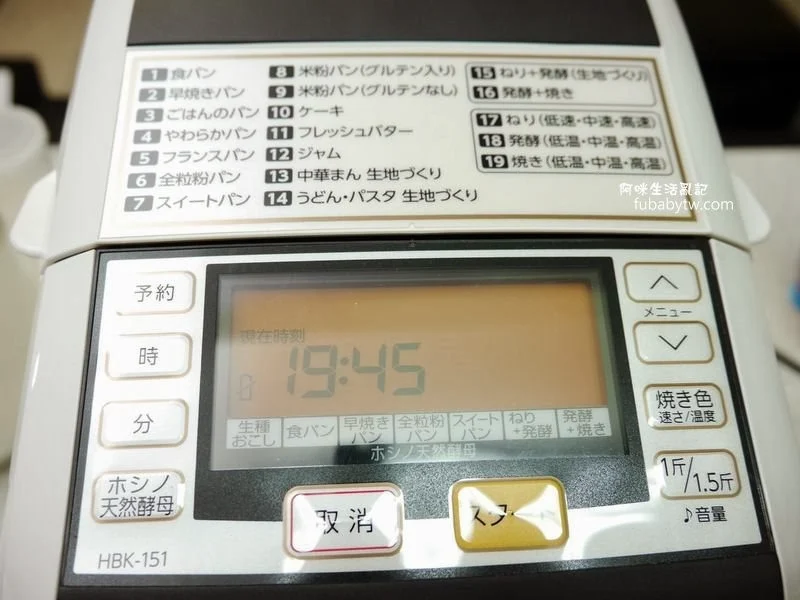 1 食パン
2 早焼きパン
3 ごはんのパン
4 やわらかパン
5 フランスパン
6 全粒粉パン
7 スイートパン
8 米粉パン(グルテン入り)
9 米粉パン(グルテンなし)
10 ケーキ
11 フレッシュバター
12 ジャム
13 中華まん 生地づくり
14 うどん・パスタ 生地づくり
15 ねり+発酵(生地づくり)
16 発酵+焼き
17 ねり(低速・中速・高速)
18 発酵(低温・中温・高温)
19 焼き(低温・中温・高温)
阿咪生活亂記
fubabytw.com
予約
時
分
ホシノ
天然酵母
HBK-151
現在時刻
19:45
生種
おこし
食パン
早焼き
パン
全粒粉
パン
スイート
パン
ねり
+発酵
発酵
+焼き
ホシノ天然酵母
取消
スタート
メニュー
焼き色
速さ/温度
1斤/1.5斤
♪音量